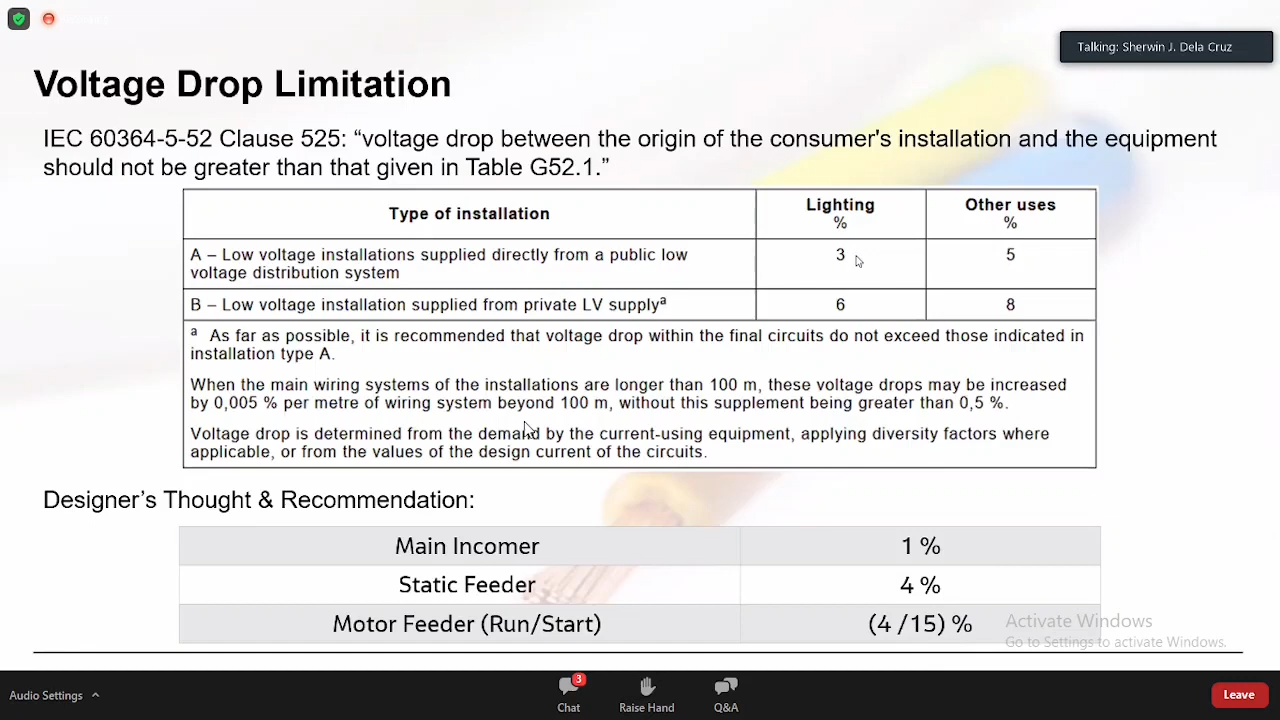 Talking: Sherwin J. Dela Cruz
Voltage Drop Limitation
IEC 60364-5-52 Clause 525: “voltage drop between the origin of the consumer's installation and the equipment
should not be greater than that given in Table G52.1.”
Type of installation
Lighting
%
Other uses
%
A – Low voltage installations supplied directly from a public low
voltage distribution system
3
5
B – Low voltage installation supplied from private LV supplyᵃ
6
8
ᵃ As far as possible, it is recommended that voltage drop within the final circuits do not exceed those indicated in
installation type A.
When the main wiring systems of the installations are longer than 100 m, these voltage drops may be increased
by 0,005 % per metre of wiring system beyond 100 m, without this supplement being greater than 0,5 %.
Voltage drop is determined from the demand by the current-using equipment, applying diversity factors where
applicable, or from the values of the design current of the circuits.
Designer’s Thought & Recommendation:
Main Incomer
1 %
Static Feeder
4 %
Motor Feeder (Run/Start)
(4 /15) %
Activate Windows
Go to Settings to activate Windows.
Audio Settings
3
Chat
Raise Hand
Q&A
Leave